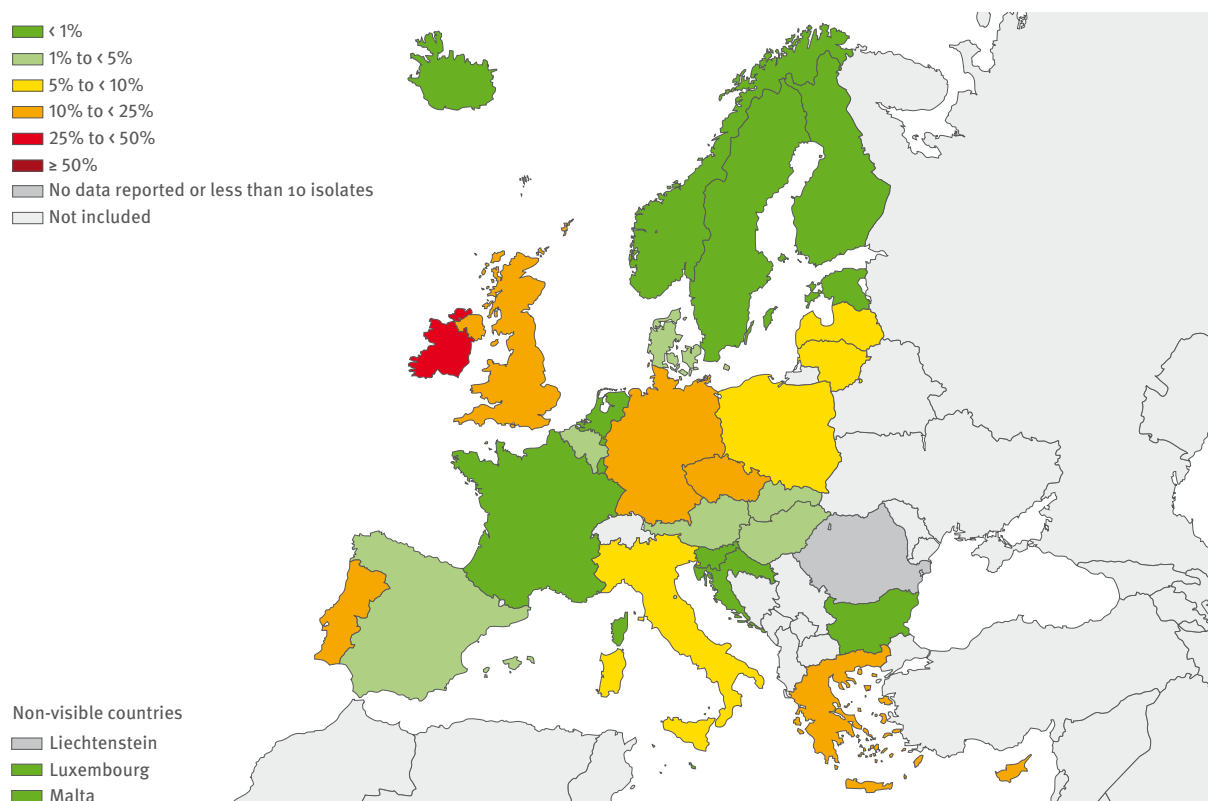 < 1%
1% to < 5%
5% to < 10%
10% to < 25%
25% to < 50%
≥ 50%
No data reported or less than 10 isolates
Not included
Non-visible countries
Liechtenstein
Luxembourg
Malta